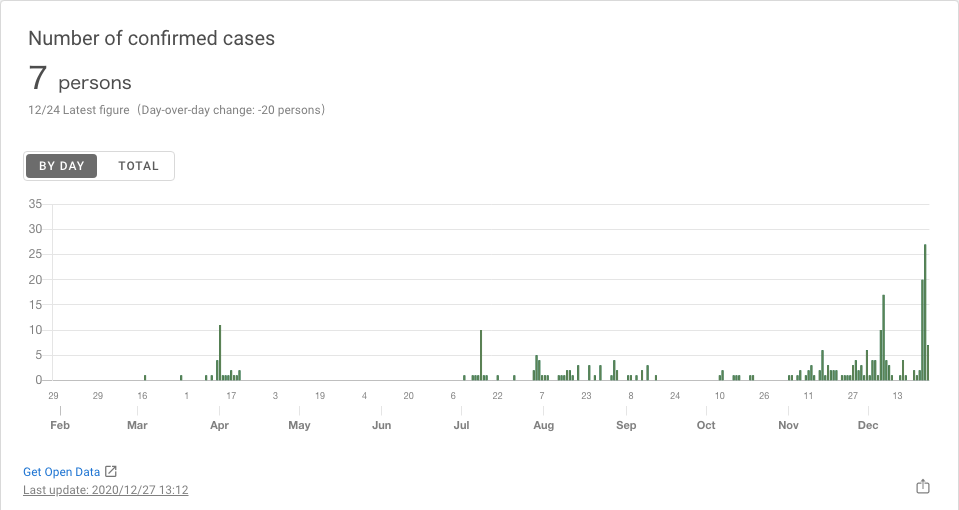 Number of confirmed cases
7 persons
12/24 Latest figure（Day-over-day change: -20 persons）
BY DAY TOTAL
35
30
25
20
15
10
5
0
29 29 16 1 17 3 19 4 20 6 22 7 23 8 24 10 26 11 27 13
Feb Mar Apr May Jun Jul Aug Sep Oct Nov Dec
Get Open Data
Last update: 2020/12/27 13:12